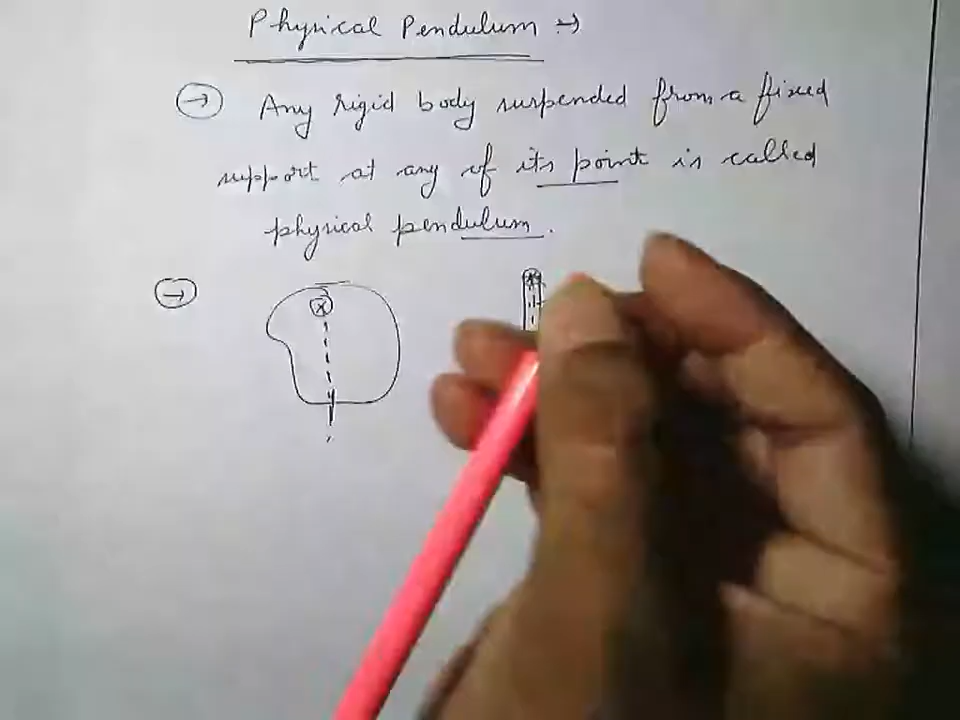 Physical Pendulum :→
→ Any rigid body suspended from a fixed
support at any of its point is called
physical pendulum.
→